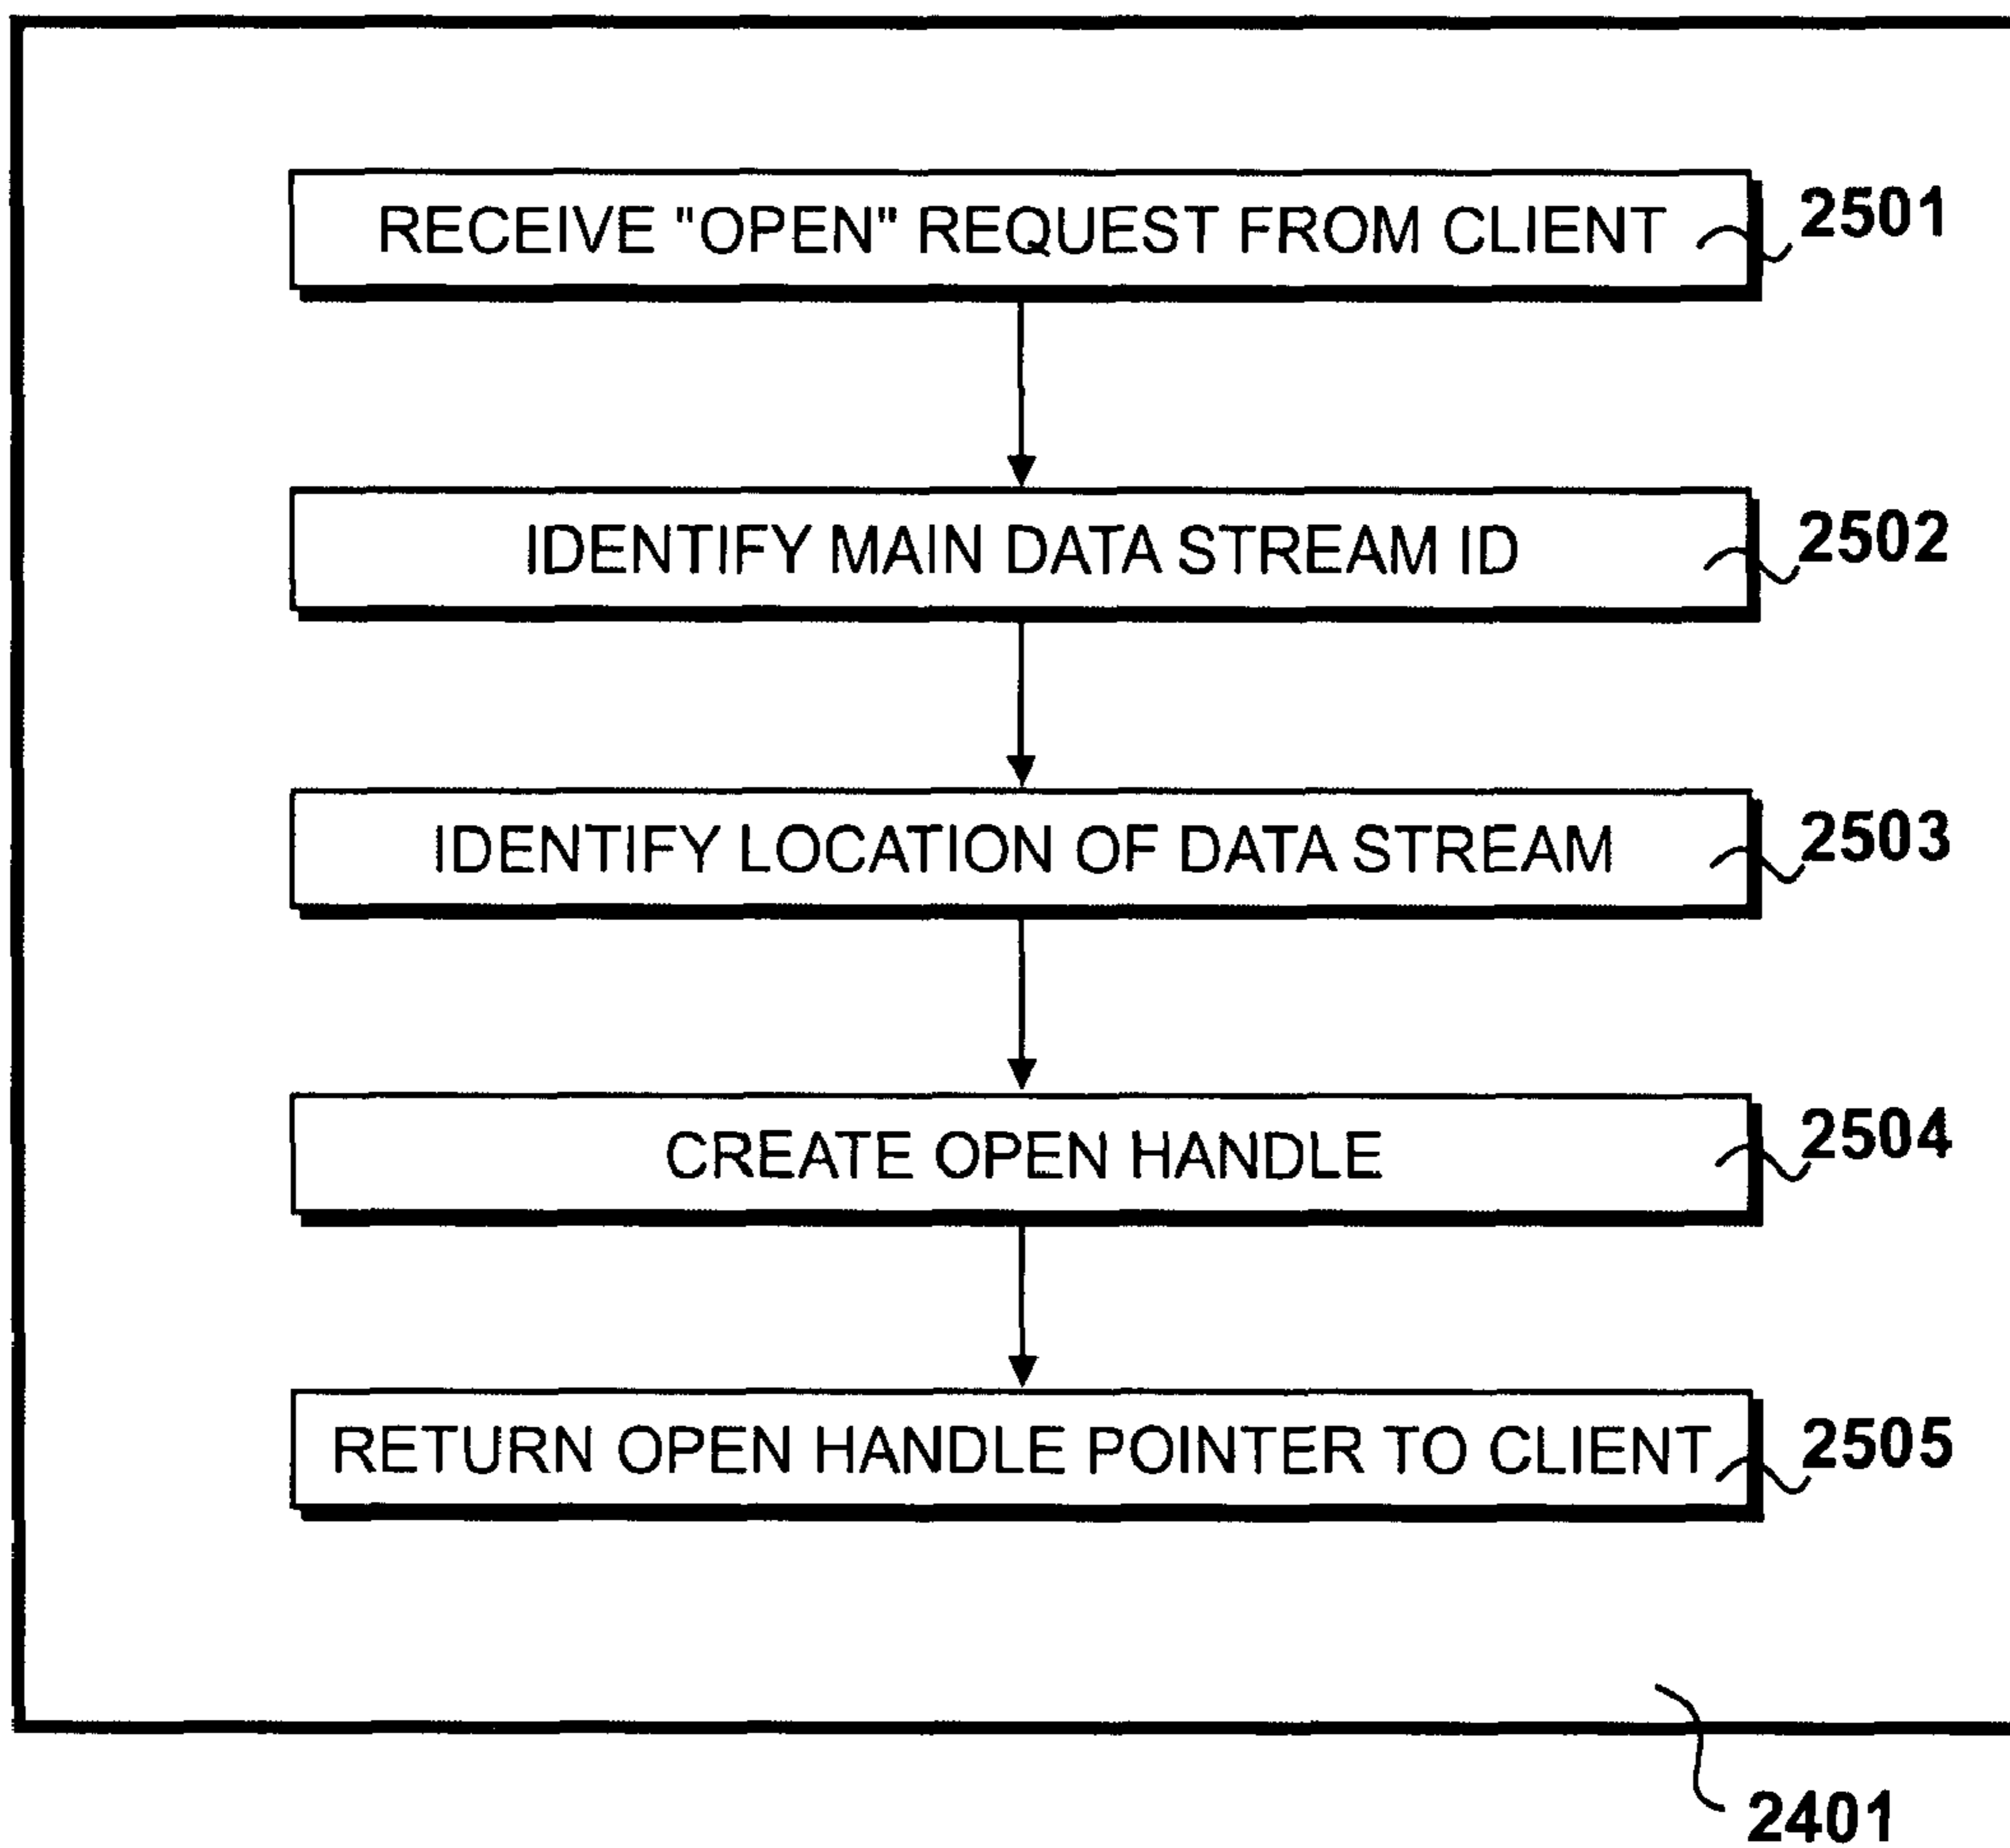 RECEIVE "OPEN" REQUEST FROM CLIENT
2501
IDENTIFY MAIN DATA STREAM ID
2502
IDENTIFY LOCATION OF DATA STREAM
2503
CREATE OPEN HANDLE
2504
RETURN OPEN HANDLE POINTER TO CLIENT
2505
2401